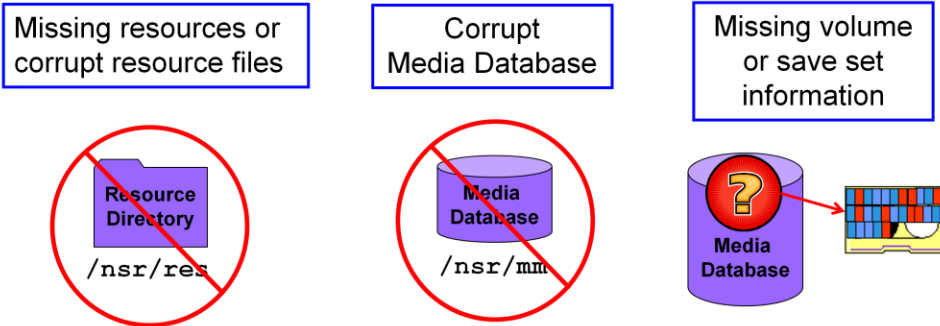 Missing resources or
corrupt resource files
Corrupt
Media Database
Missing volume
or save set
information
Resource
Directory
/nsr/res
Media
Database
/nsr/mm
?
Media
Database